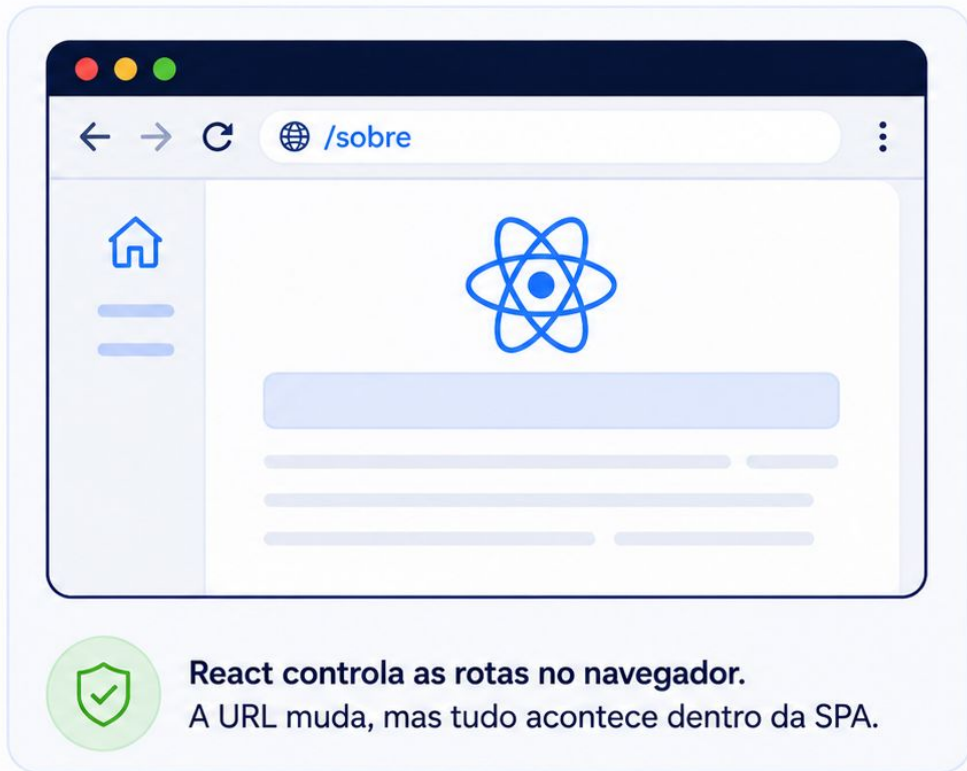 /sobre
React controla as rotas no navegador.
A URL muda, mas tudo acontece dentro da SPA.